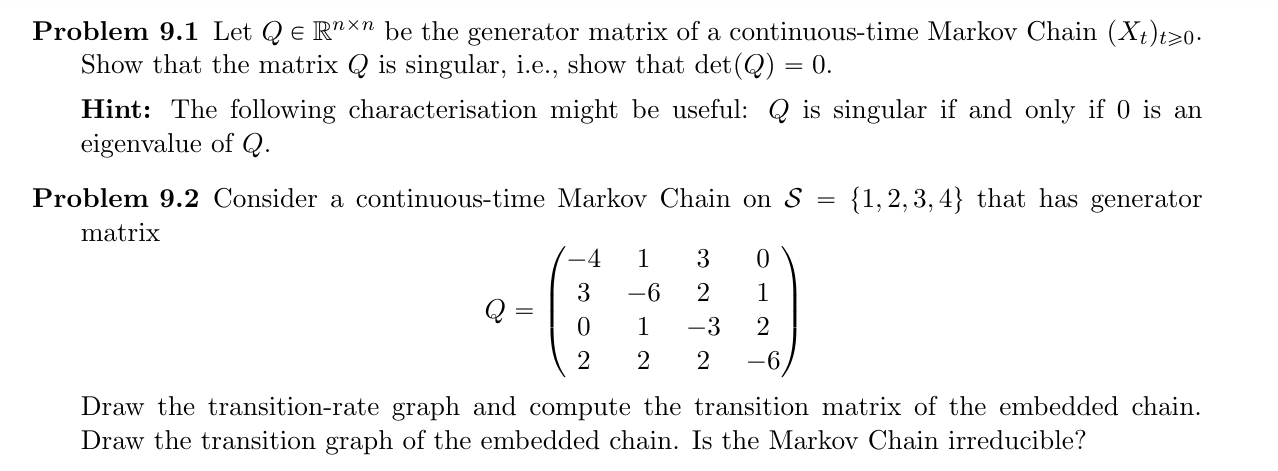 Problem 9.1 Let Q ∈ ℝⁿˣⁿ be the generator matrix of a continuous-time Markov Chain (Xₜ)ₜ⩾₀.
Show that the matrix Q is singular, i.e., show that det(Q) = 0.
Hint: The following characterisation might be useful: Q is singular if and only if 0 is an
eigenvalue of Q.
Problem 9.2 Consider a continuous-time Markov Chain on 𝒮 = {1, 2, 3, 4} that has generator
matrix
−4 1 3 0
3 −6 2 1
Q =
0 1 −3 2
2 2 2 −6
Draw the transition-rate graph and compute the transition matrix of the embedded chain.
Draw the transition graph of the embedded chain. Is the Markov Chain irreducible?